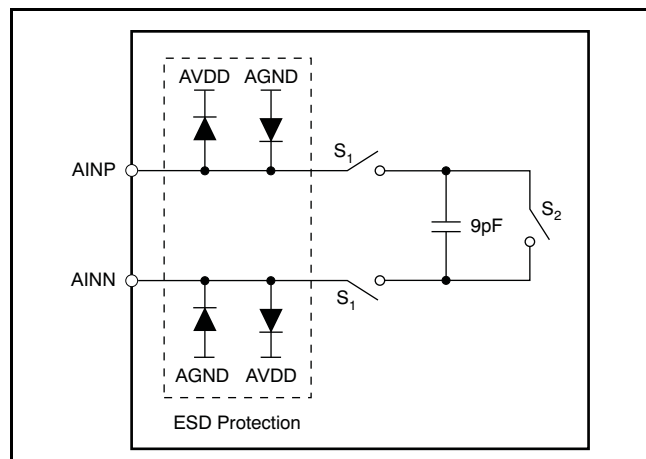 AVDD AGND
AINP
S1
S2
9pF
AINN
S1
AGND AVDD
ESD Protection